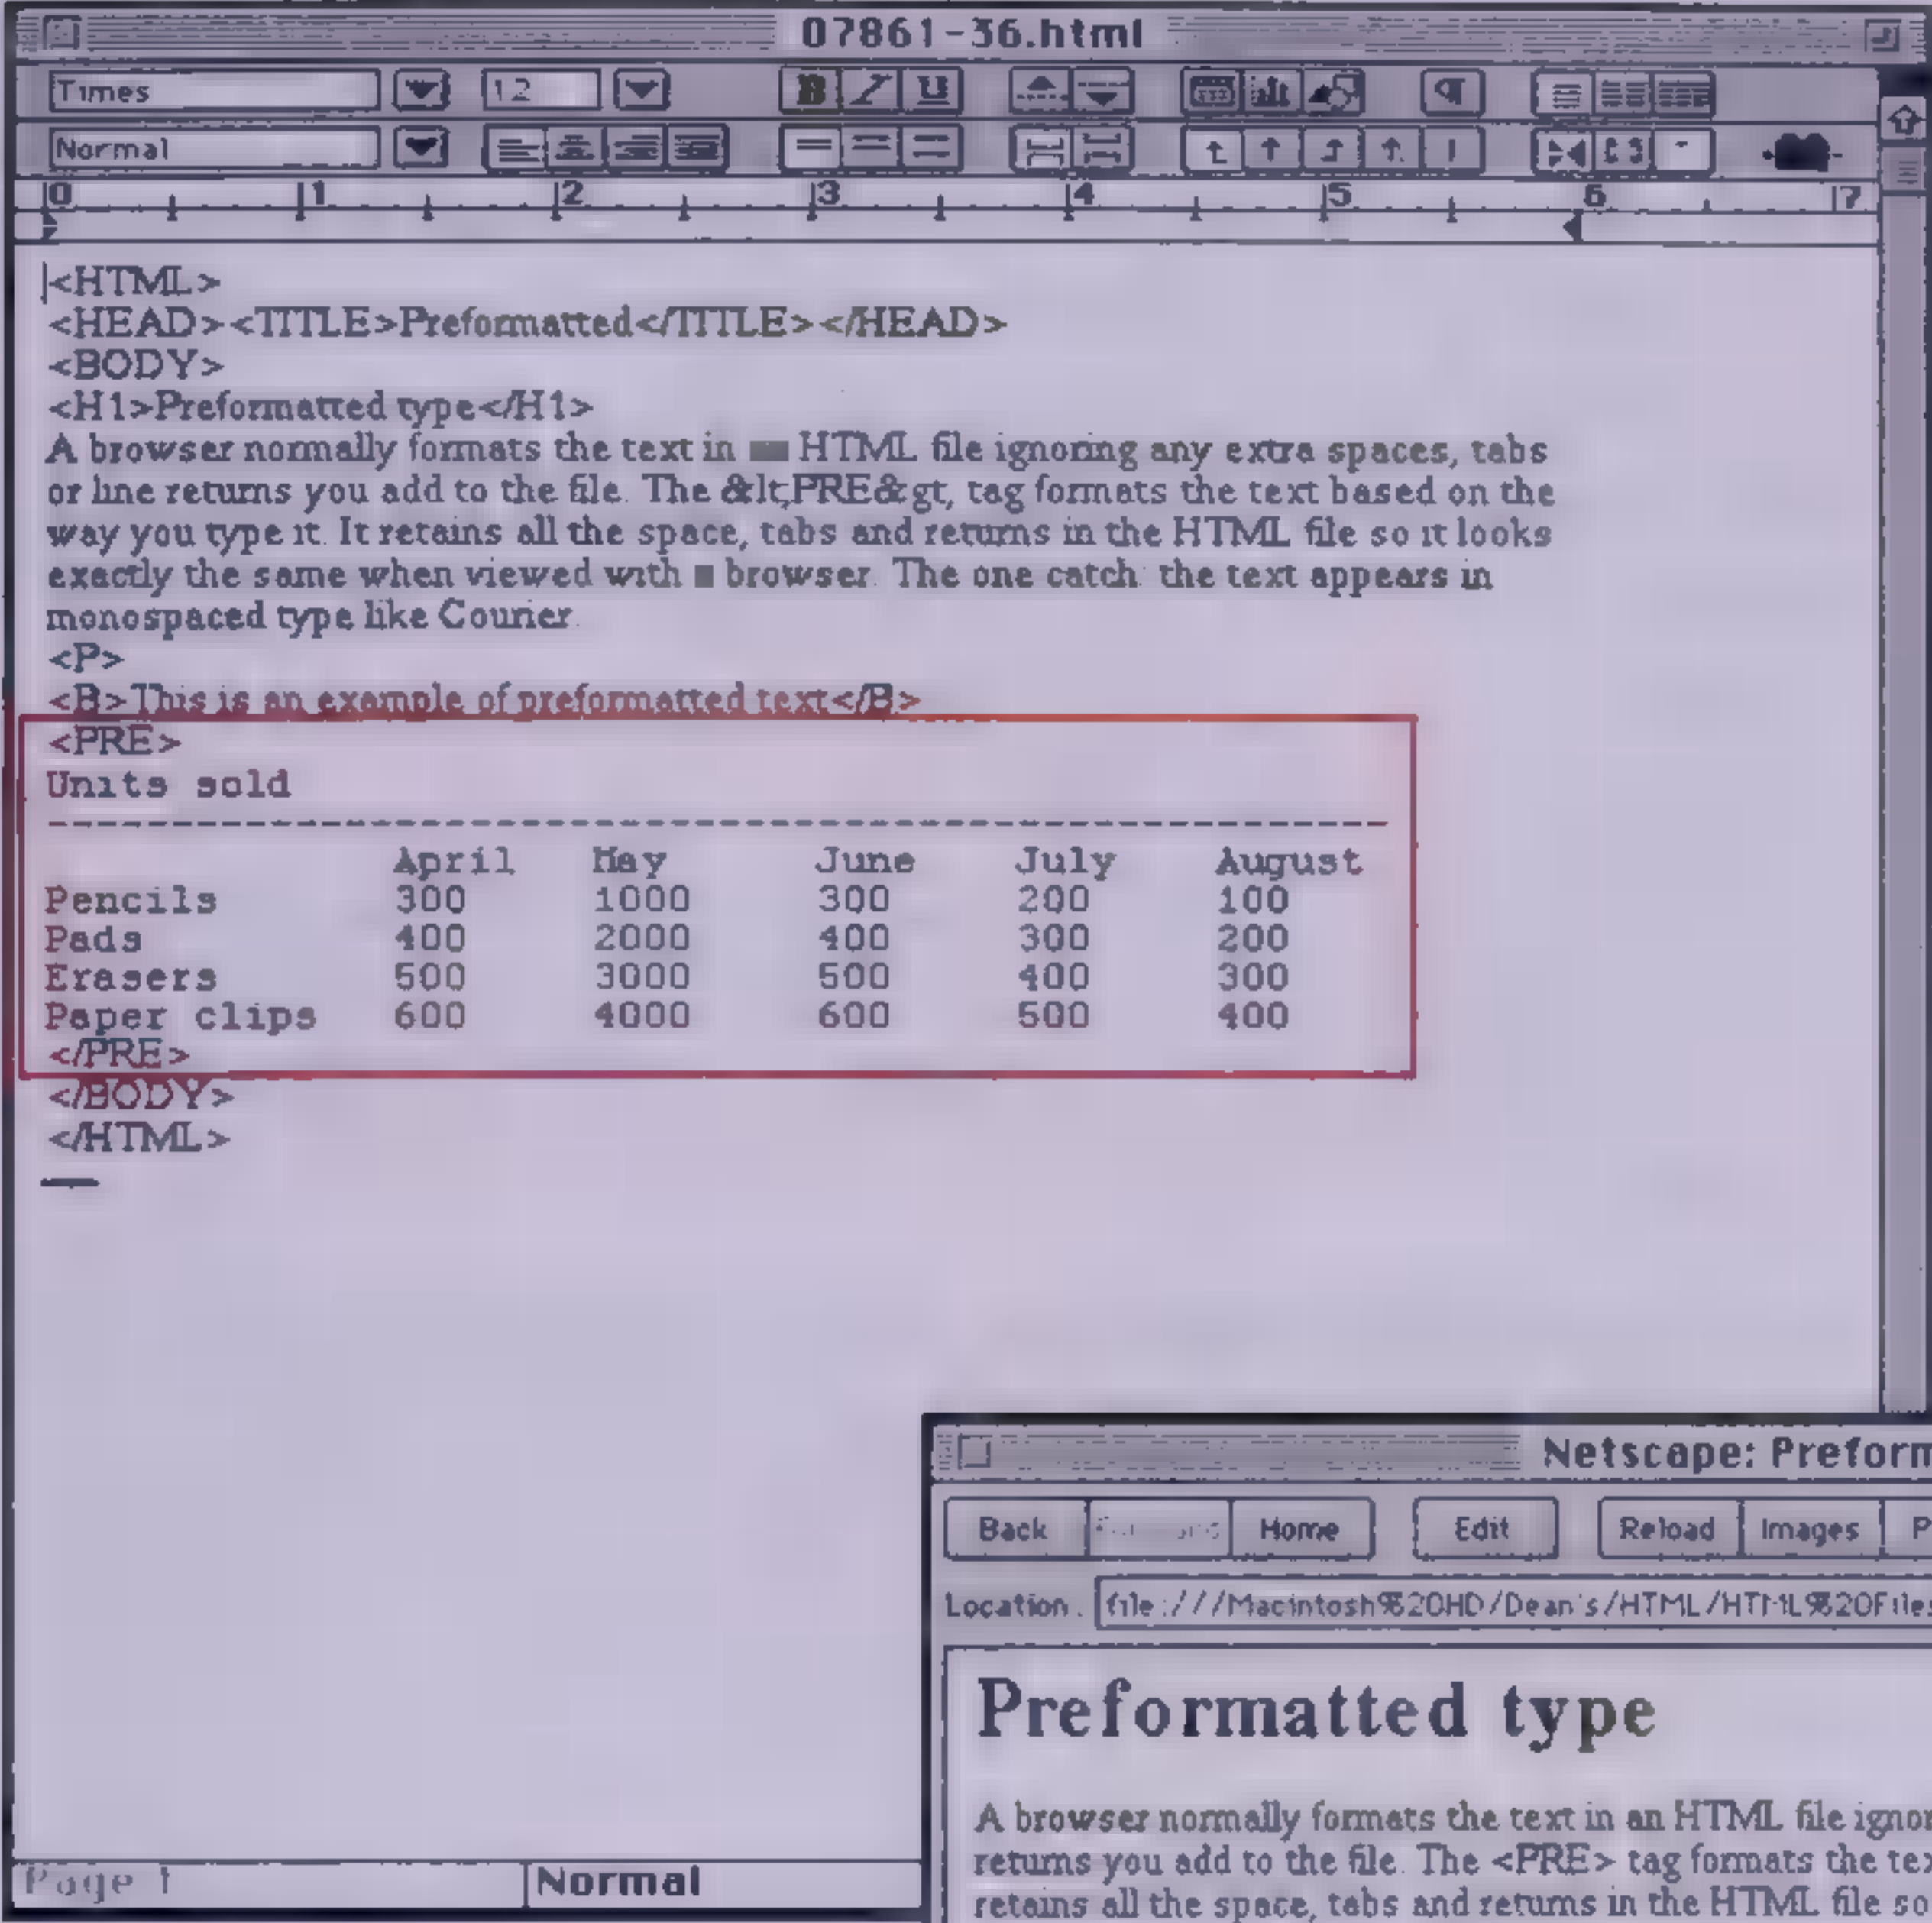 07861-36.html
Times 12 B I U
Normal
0 1 2 3 4 5 6 7
<HTML>
<HEAD><TITLE>Preformatted</TITLE></HEAD>
<BODY>
<H1>Preformatted type</H1>
A browser normally formats the text in HTML file ignoring any extra spaces, tabs
or line returns you add to the file. The &lt;PRE&gt; tag formats the text based on the
way you type it. It retains all the space, tabs and returns in the HTML file so it looks
exactly the same when viewed with browser. The one catch: the text appears in
monospaced type like Courier.
<P>
<B>This is an example of preformatted text</B>
<PRE>
Units sold
-------------------------------------------------------
April May June July August
Pencils 300 1000 300 200 100
Pads 400 2000 400 300 200
Erasers 500 3000 500 400 300
Paper clips 600 4000 600 500 400
</PRE>
</BODY>
</HTML>
Netscape: Preform
Back Home Edit Reload Images P
Location: file:///Macintosh%20HD/Dean's/HTML/HTML%20Files
Preformatted type
A browser normally formats the text in an HTML file ignor
returns you add to the file. The <PRE> tag formats the tex
retains all the space, tabs and returns in the HTML file so
Page 1 Normal